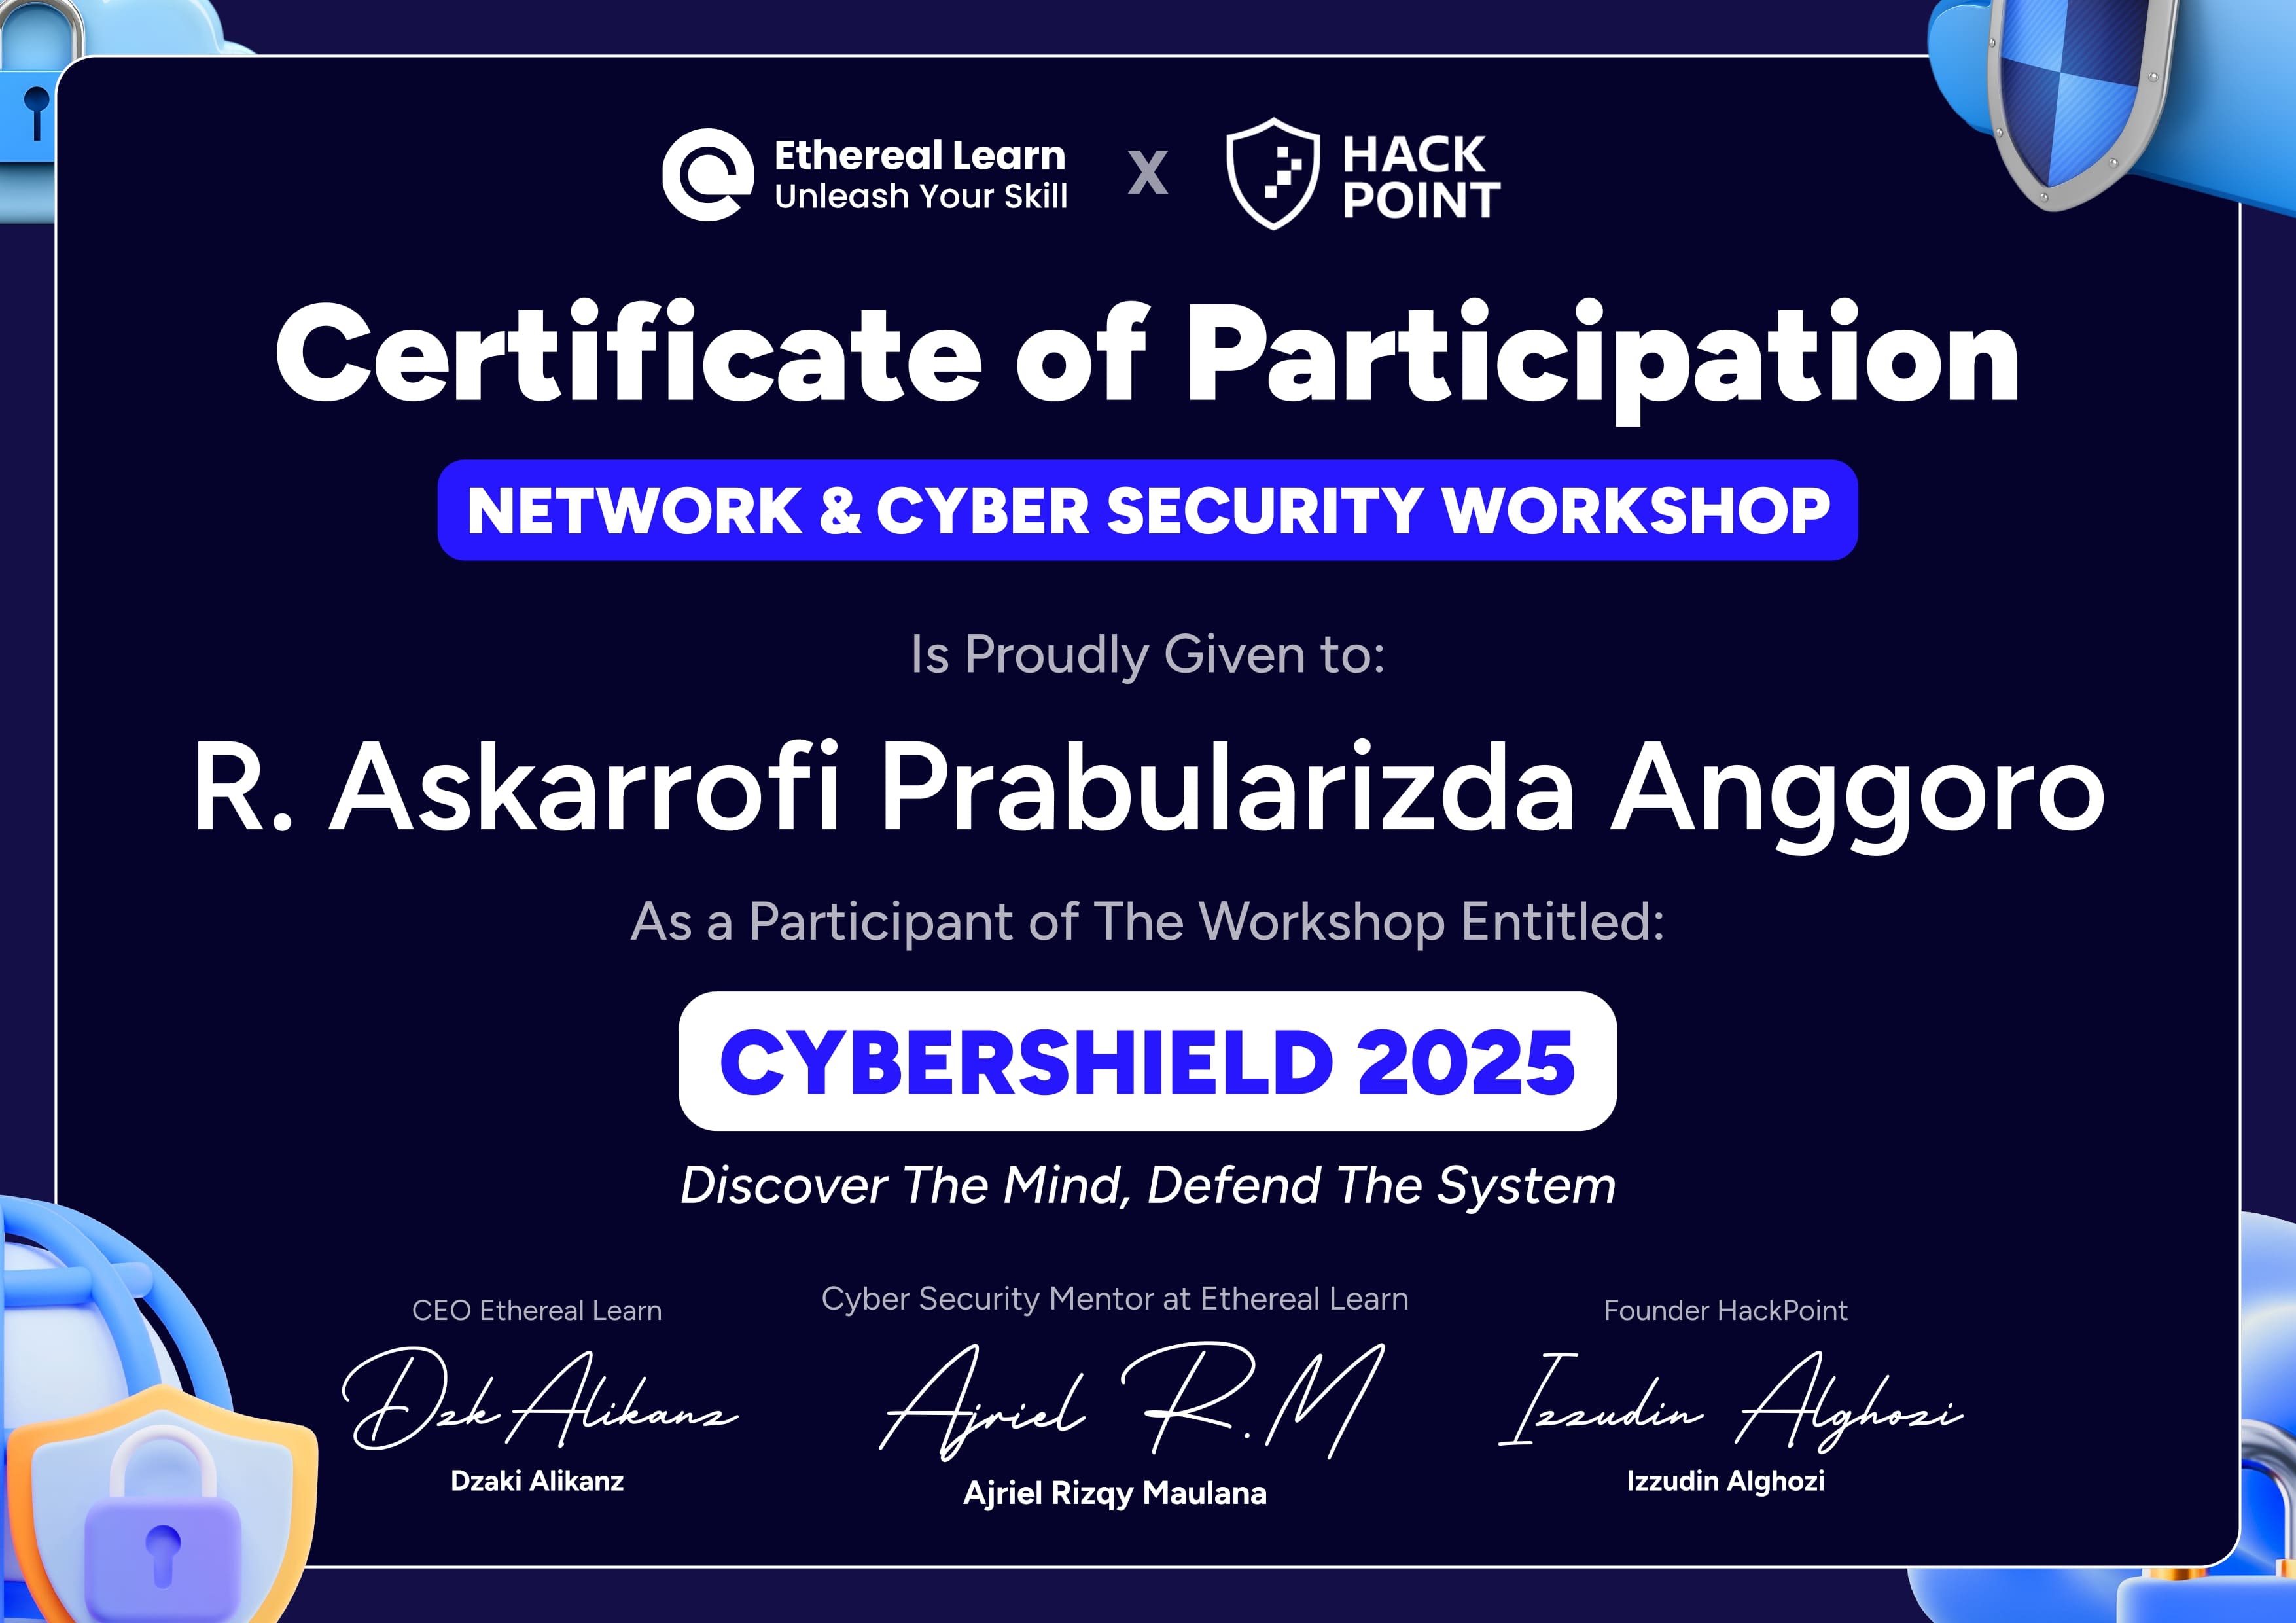 Ethereal Learn
Unleash Your Skill
X
HACK
POINT
Certificate of Participation
NETWORK & CYBER SECURITY WORKSHOP
Is Proudly Given to:
R. Askarrofi Prabularizda Anggoro
As a Participant of The Workshop Entitled:
CYBERSHIELD 2025
Discover The Mind, Defend The System
CEO Ethereal Learn
Dzk Alikanz
Dzaki Alikanz
Cyber Security Mentor at Ethereal Learn
Ajriel R.M
Ajriel Rizqy Maulana
Founder HackPoint
Izzudin Alghozi
Izzudin Alghozi